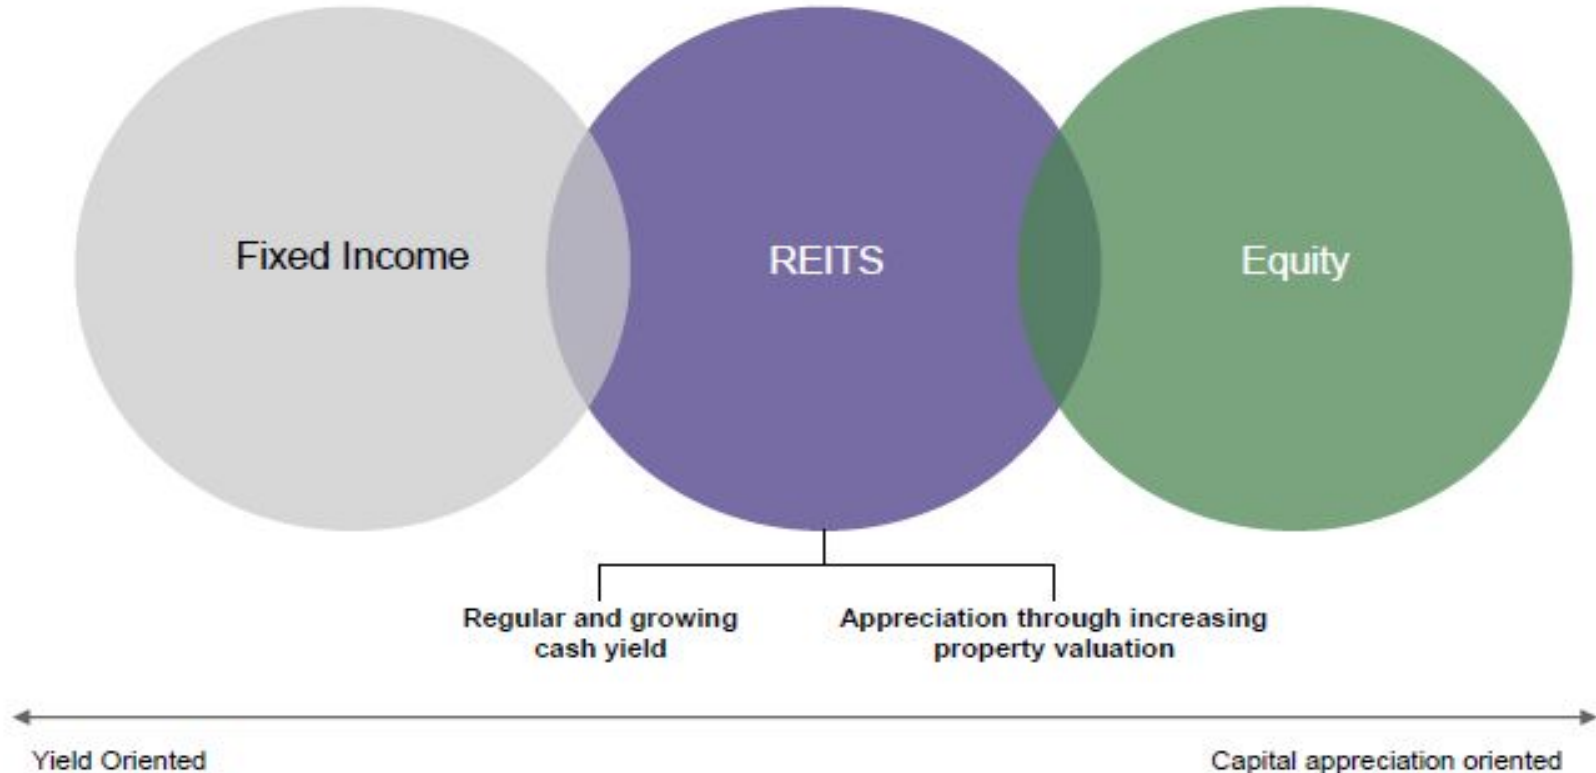 Fixed Income
REITS
Equity
Regular and growing
cash yield
Appreciation through increasing
property valuation
Yield Oriented
Capital appreciation oriented